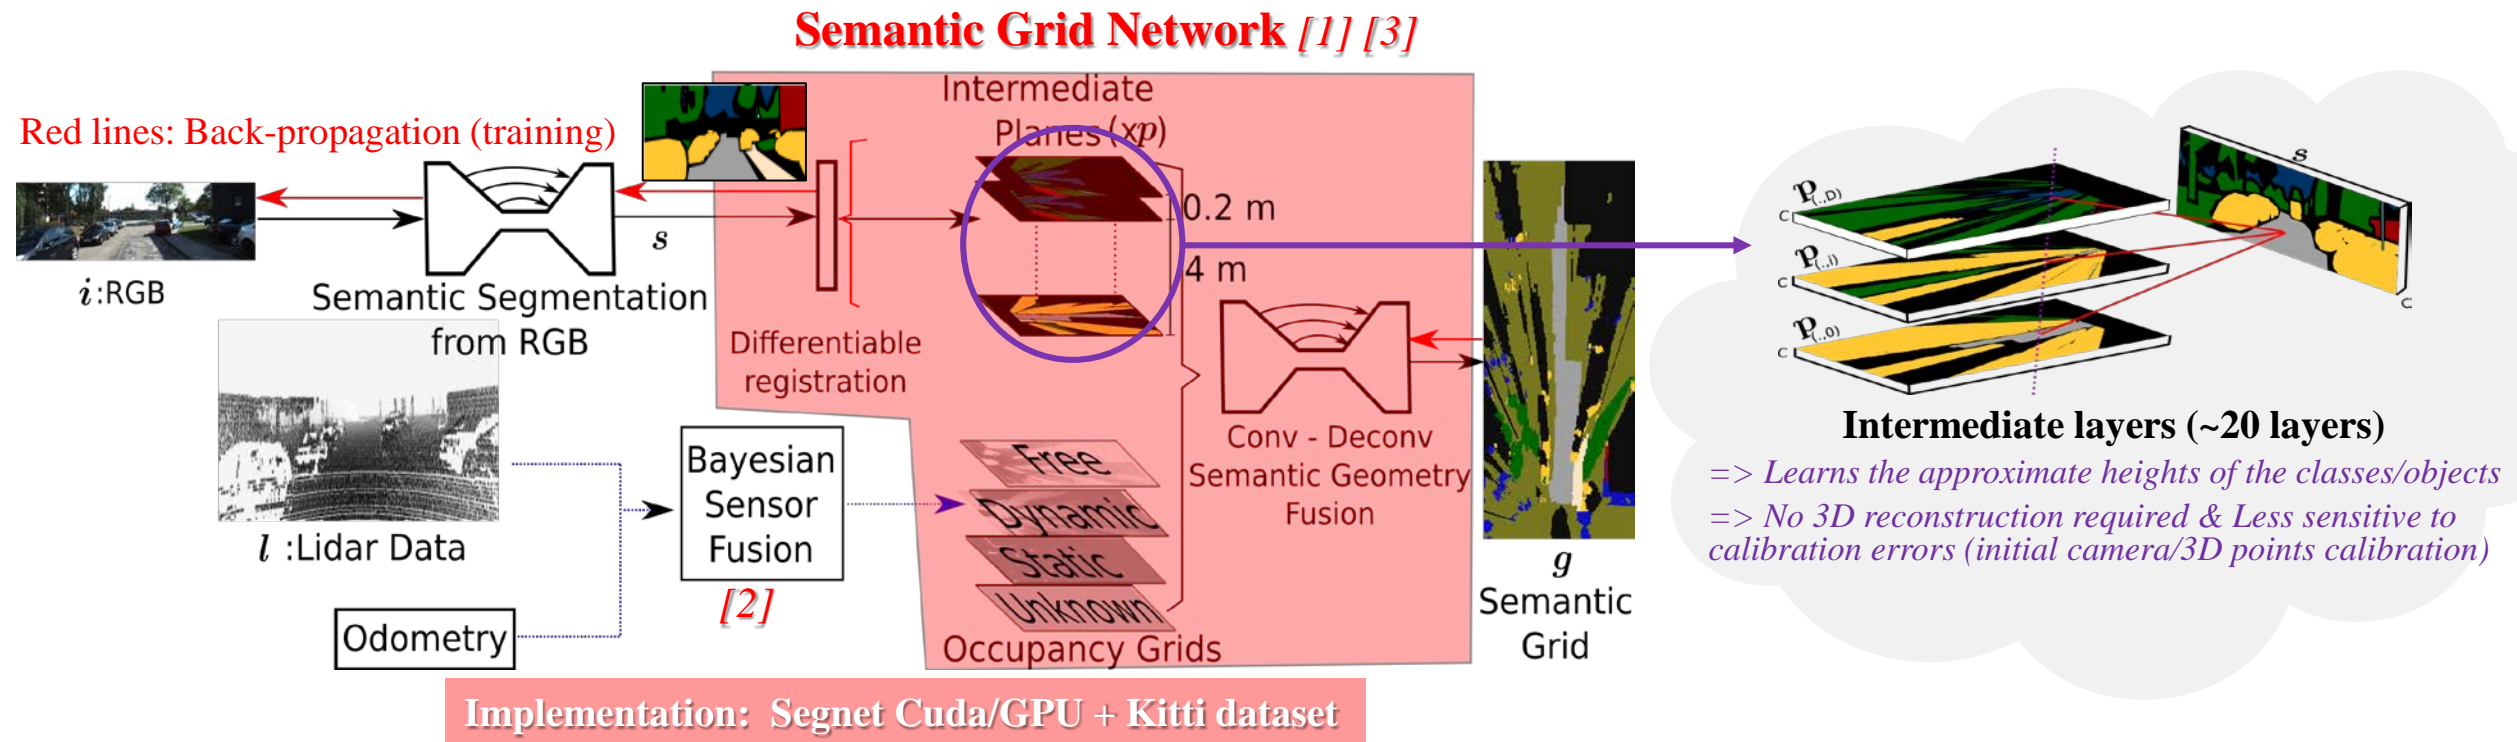 Semantic Grid Network [1] [3]
Red lines: Back-propagation (training)
i:RGB
Semantic Segmentation
from RGB
s
Intermediate
Planes (xp)
0.2 m
4 m
Differentiable
registration
l :Lidar Data
Odometry
Bayesian
Sensor
Fusion
[2]
Free
Dynamic
Static
Unknown
Occupancy Grids
Conv - Deconv
Semantic Geometry
Fusion
g
Semantic
Grid
Implementation: Segnet Cuda/GPU + Kitti dataset
s
P(.,D)
c
P(.,i)
c
P(.,0)
c
c
Intermediate layers (~20 layers)
=> Learns the approximate heights of the classes/objects
=> No 3D reconstruction required & Less sensitive to
calibration errors (initial camera/3D points calibration)